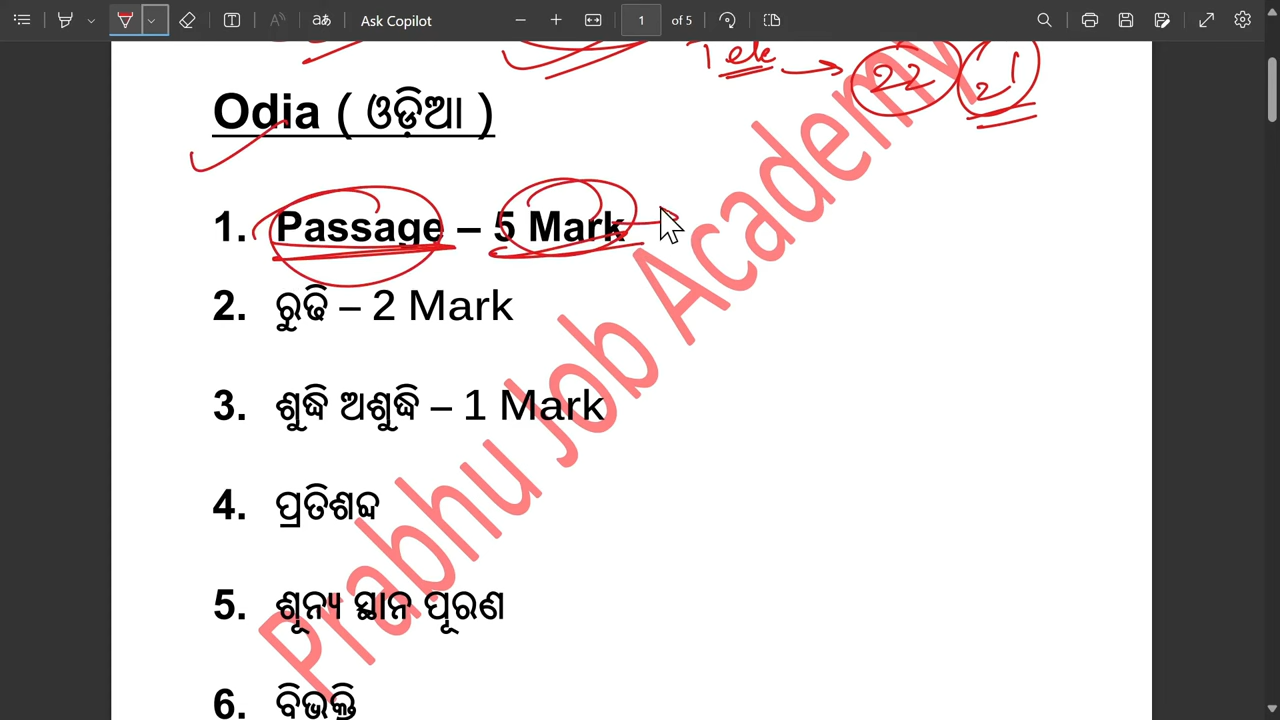 Ask Copilot
1
of 5
Tele → 22 21
Odia ( ଓଡ଼ିଆ )
1. Passage – 5 Mark
2. ରୁଢି – 2 Mark
3. ଶୁଦ୍ଧି ଅଶୁଦ୍ଧି – 1 Mark
4. ପ୍ରତିଶବ୍ଦ
5. ଶୂନ୍ୟ ସ୍ଥାନ ପୂରଣ
6. ବିଭକ୍ତି
Prabhu Job Academy